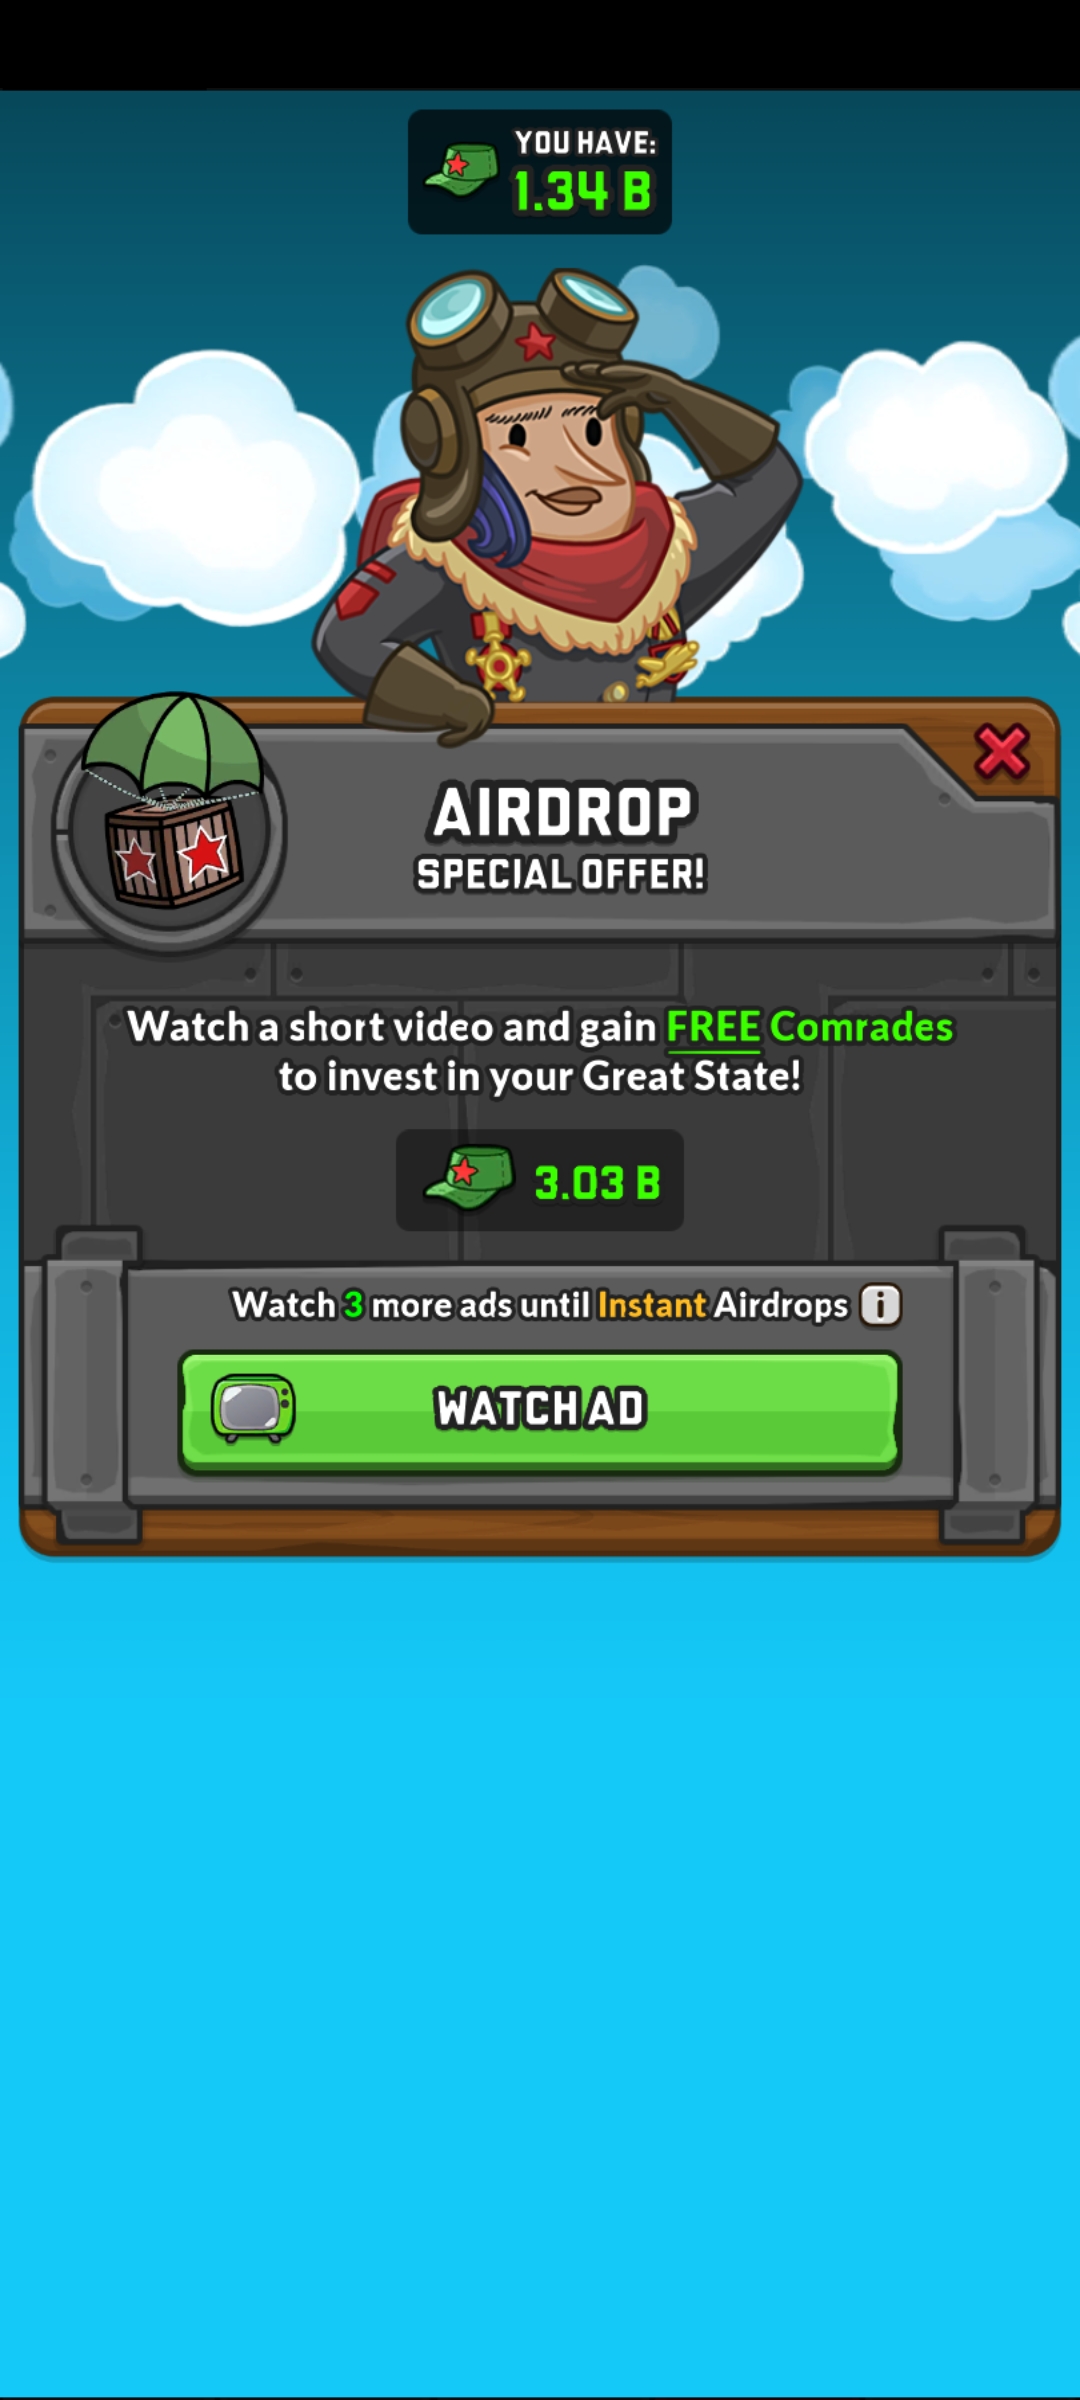 YOU HAVE:
1.34 B
AIRDROP
SPECIAL OFFER!
Watch a short video and gain FREE Comrades
to invest in your Great State!
3.03 B
Watch 3 more ads until Instant Airdrops i
WATCH AD